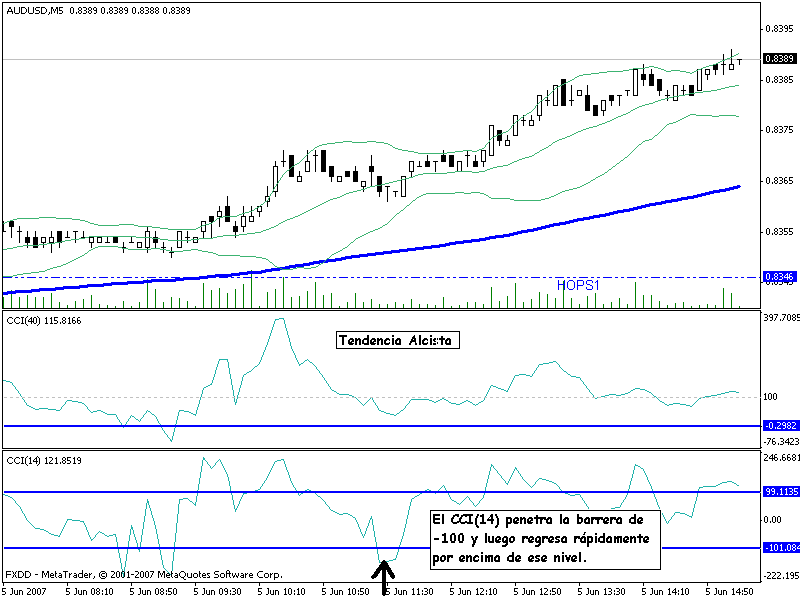 AUDUSD,M5 0.8389 0.8389 0.8388 0.8389
0.8395
0.8389
0.8385
0.8375
0.8365
0.8355
0.8346
HOPS1
CCI(40) 115.8166
397.7085
Tendencia Alcista
100
-0.2982
-76.3423
CCI(14) 121.8519
246.6681
99.1135
El CCI(14) penetra la barrera de
-100 y luego regresa rápidamente
por encima de ese nivel.
0.00
-101.084
FXDD - MetaTrader, © 2001-2007 MetaQuotes Software Corp.
-222.195
5 Jun 2007
5 Jun 08:10
5 Jun 08:50
5 Jun 09:30
5 Jun 10:10
5 Jun 10:50
5 Jun 11:30
5 Jun 12:10
5 Jun 12:50
5 Jun 13:30
5 Jun 14:10
5 Jun 14:50